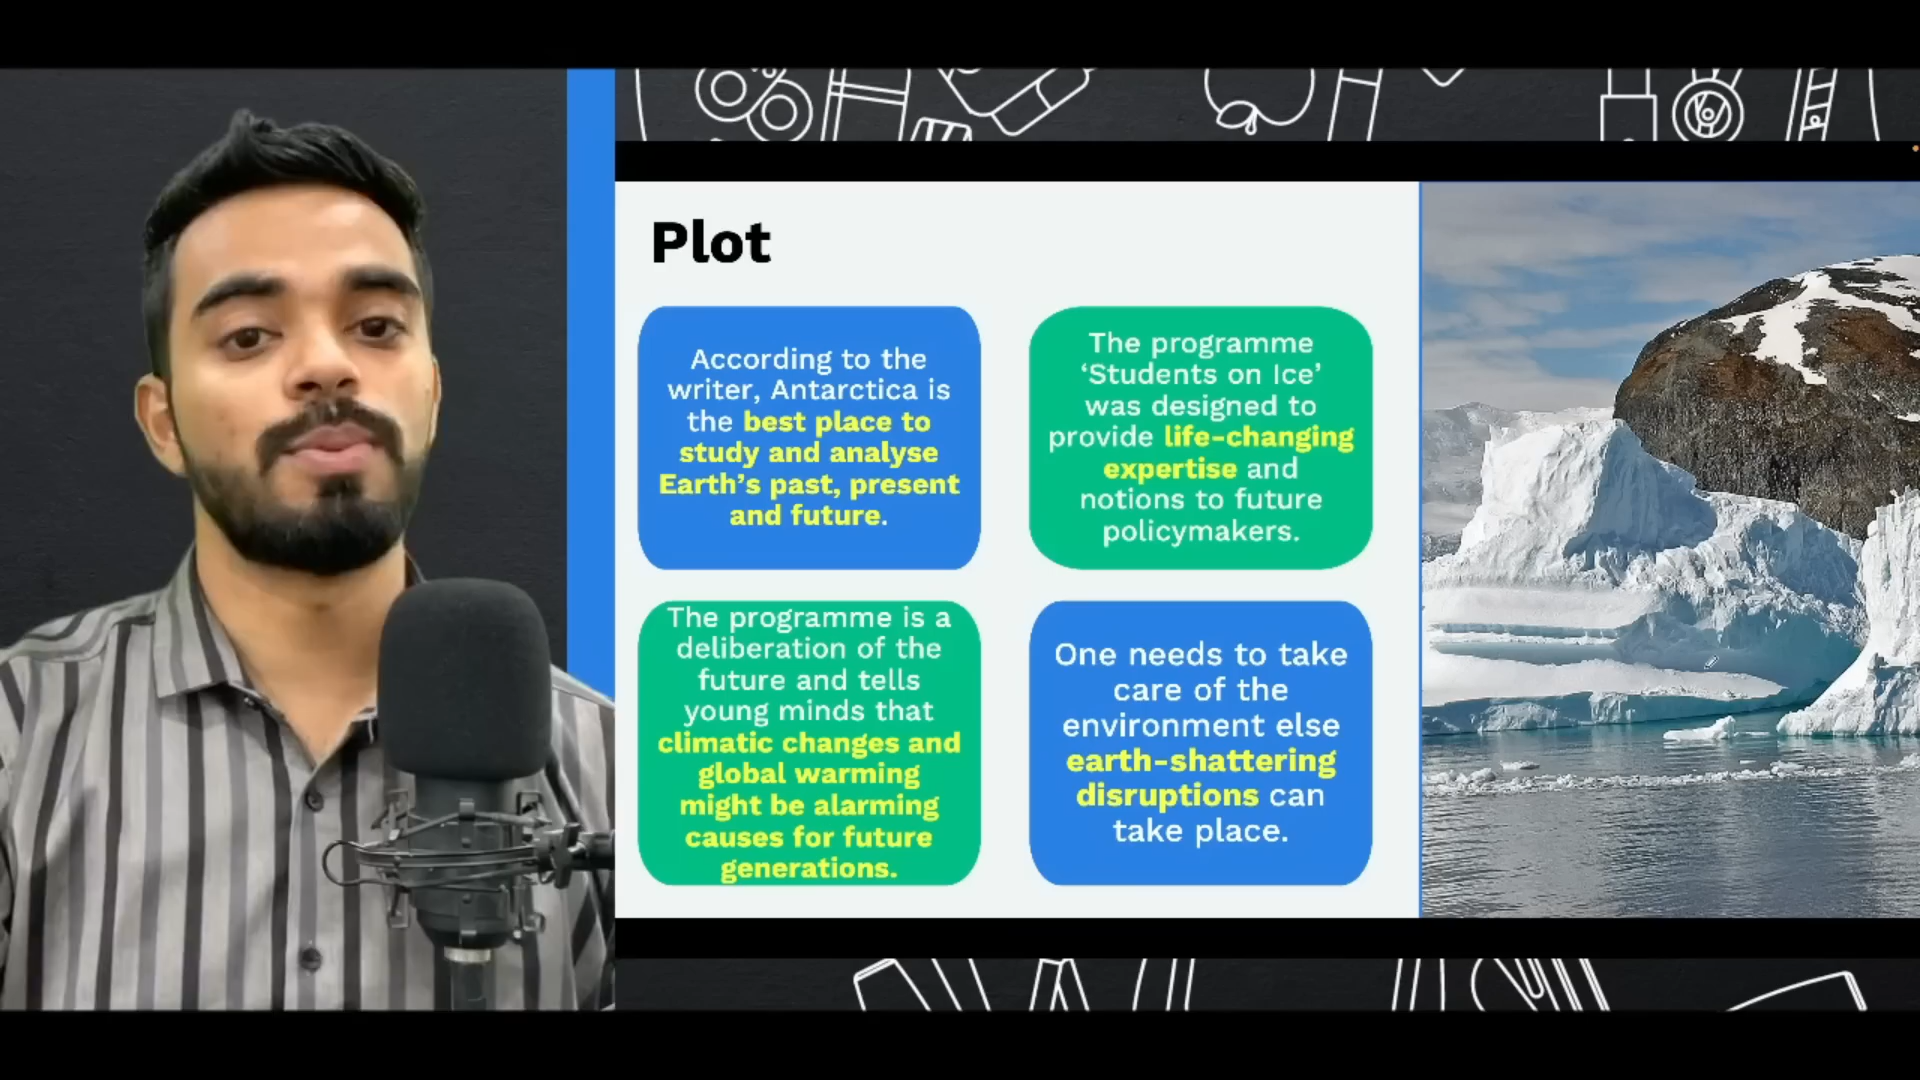 Plot
According to the
writer, Antarctica is
the best place to
study and analyse
Earth's past, present
and future.
The programme
‘Students on Ice’
was designed to
provide life-changing
expertise and
notions to future
policymakers.
The programme is a
deliberation of the
future and tells
young minds that
climatic changes and
global warming
might be alarming
causes for future
generations.
One needs to take
care of the
environment else
earth-shattering
disruptions can
take place.